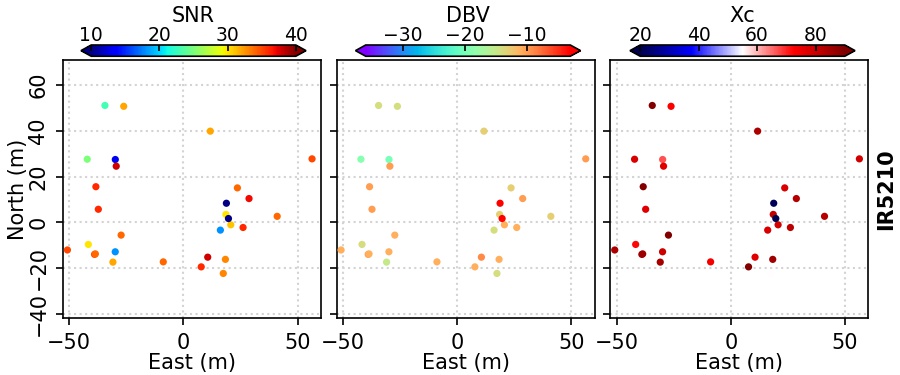 SNR DBV Xc
10 20 30 40 −30 −20 −10 20 40 60 80
60
40
20
0
−20
−40
North (m)
IR5210
−50 0 50 −50 0 50 −50 0 50
East (m) East (m) East (m)